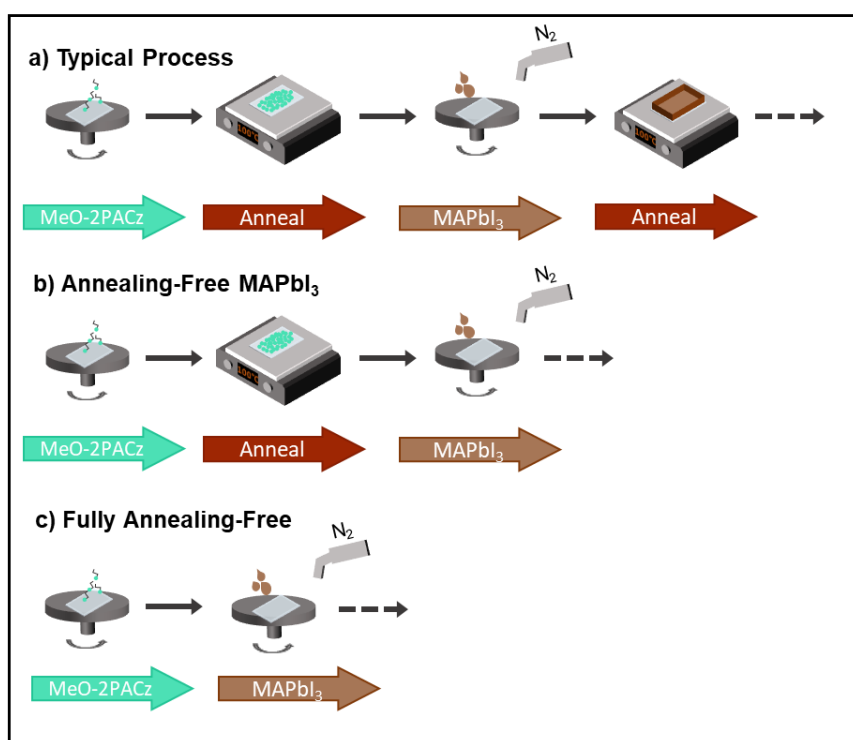 a) Typical Process
N₂
100°C
100°C
MeO-2PACz
Anneal
MAPbI₃
Anneal
b) Annealing-Free MAPbI₃
N₂
100°C
MeO-2PACz
Anneal
MAPbI₃
c) Fully Annealing-Free
N₂
MeO-2PACz
MAPbI₃